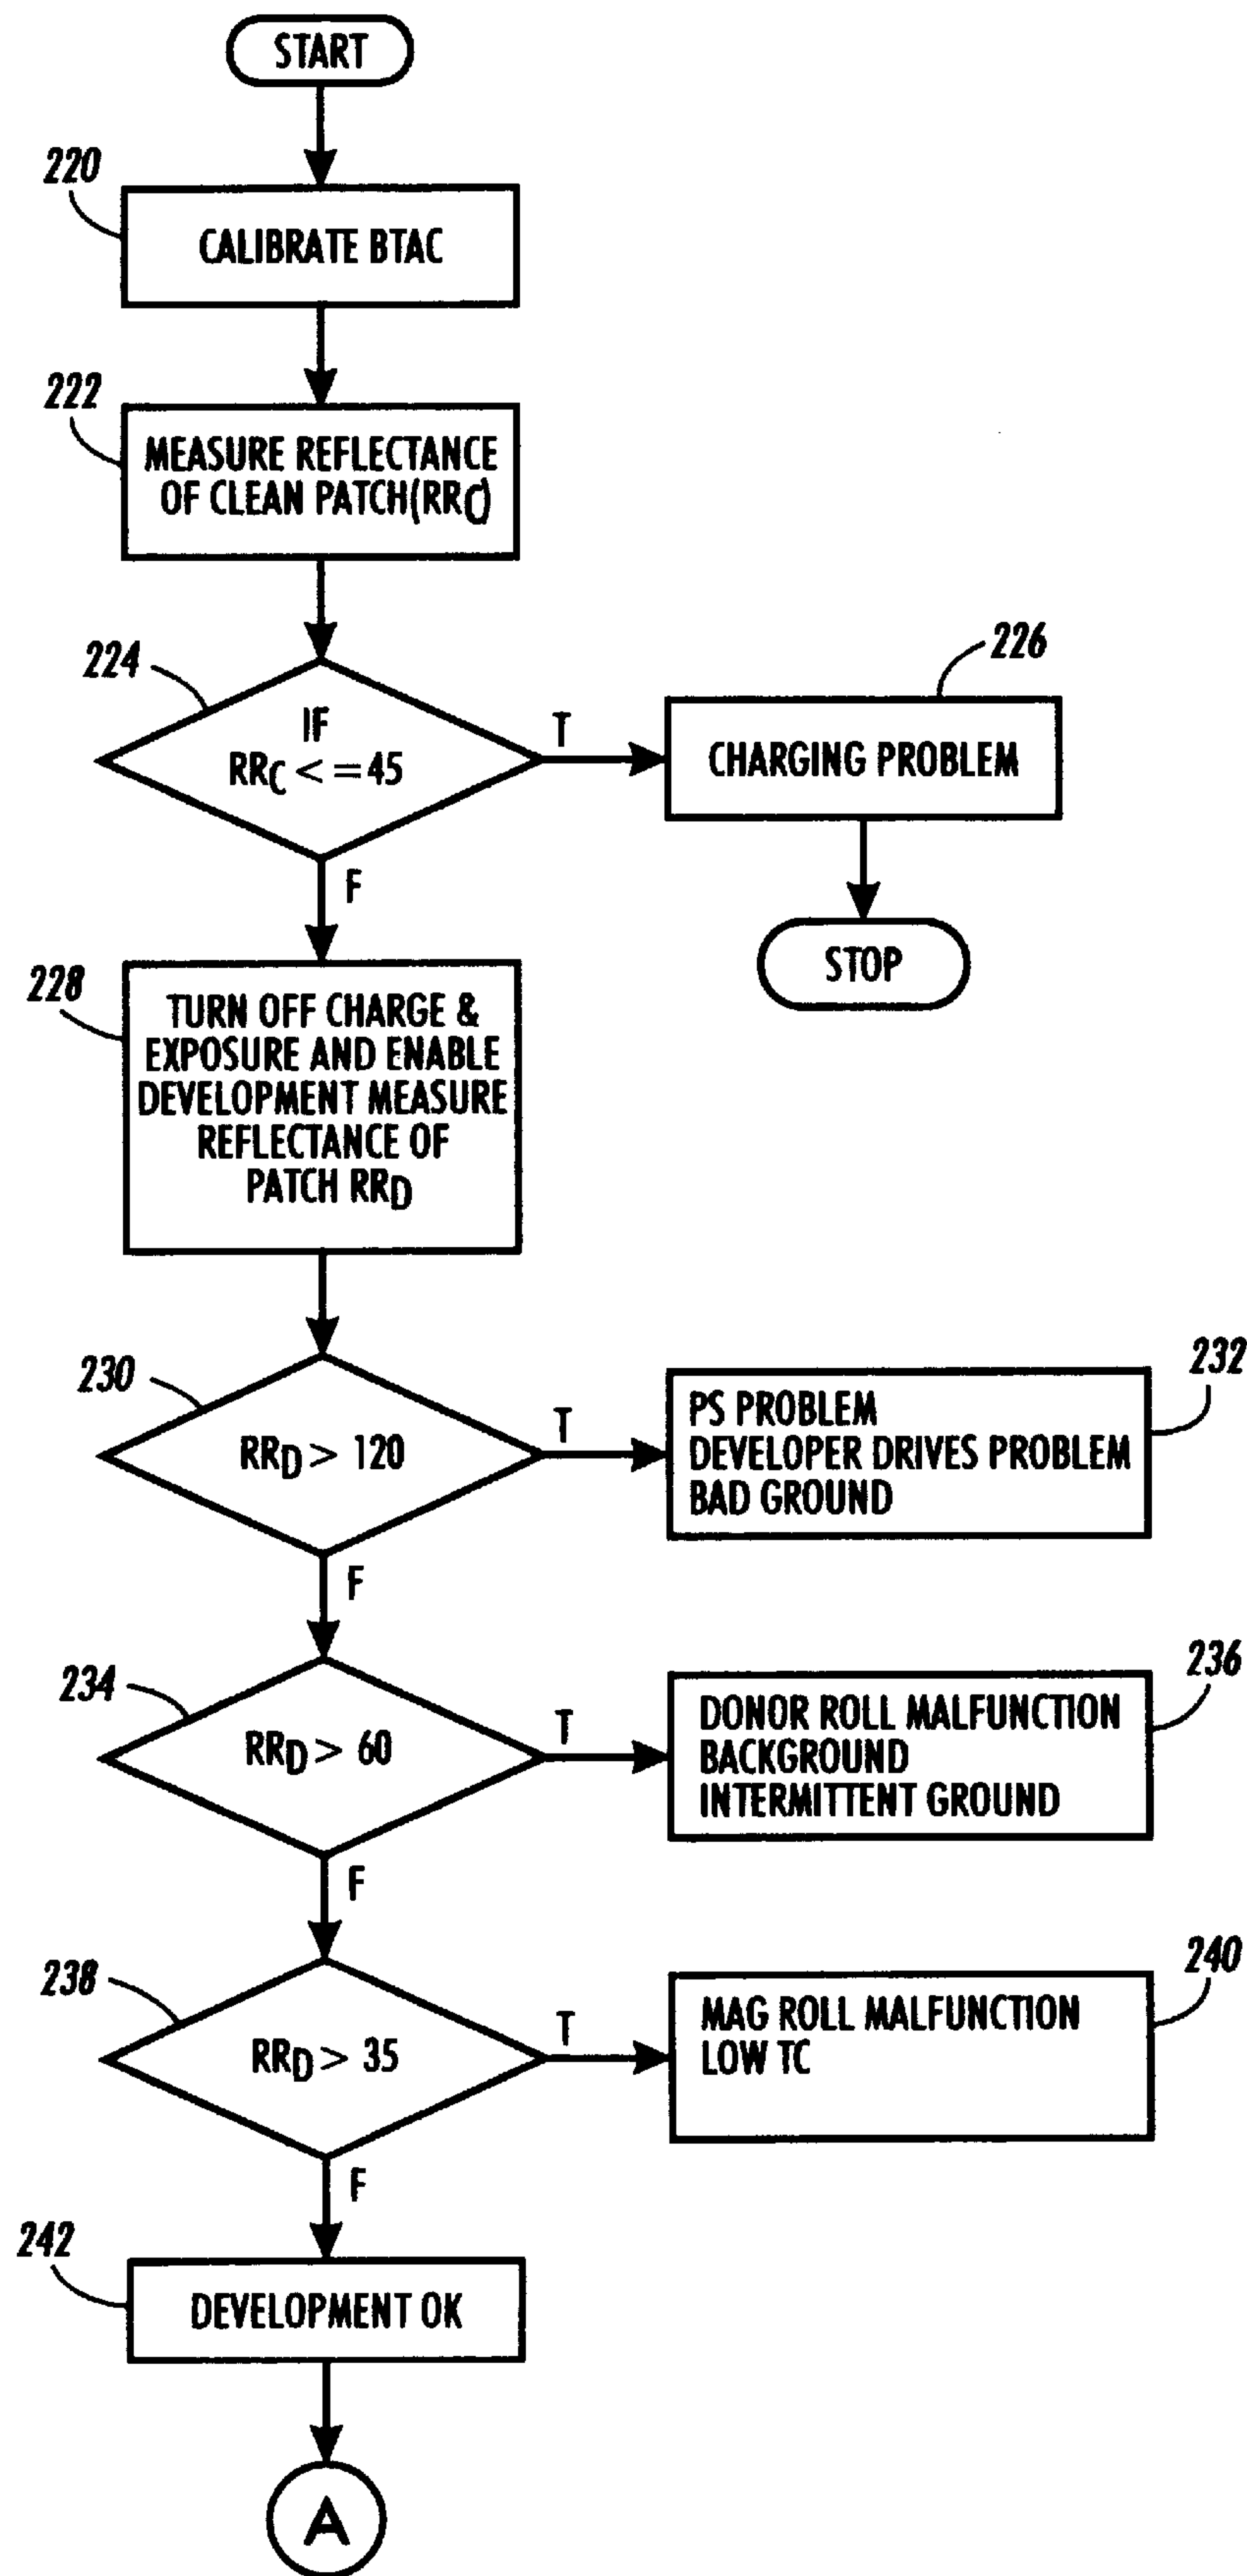 START
220
CALIBRATE BTAC
222
MEASURE REFLECTANCE
OF CLEAN PATCH(RRC)
224
IF
RRC < =45
T
226
CHARGING PROBLEM
F
STOP
228
TURN OFF CHARGE &
EXPOSURE AND ENABLE
DEVELOPMENT MEASURE
REFLECTANCE OF
PATCH RRD
230
RRD > 120
T
232
PS PROBLEM
DEVELOPER DRIVES PROBLEM
BAD GROUND
F
234
RRD > 60
T
236
DONOR ROLL MALFUNCTION
BACKGROUND
INTERMITTENT GROUND
F
238
RRD > 35
T
240
MAG ROLL MALFUNCTION
LOW TC
F
242
DEVELOPMENT OK
A